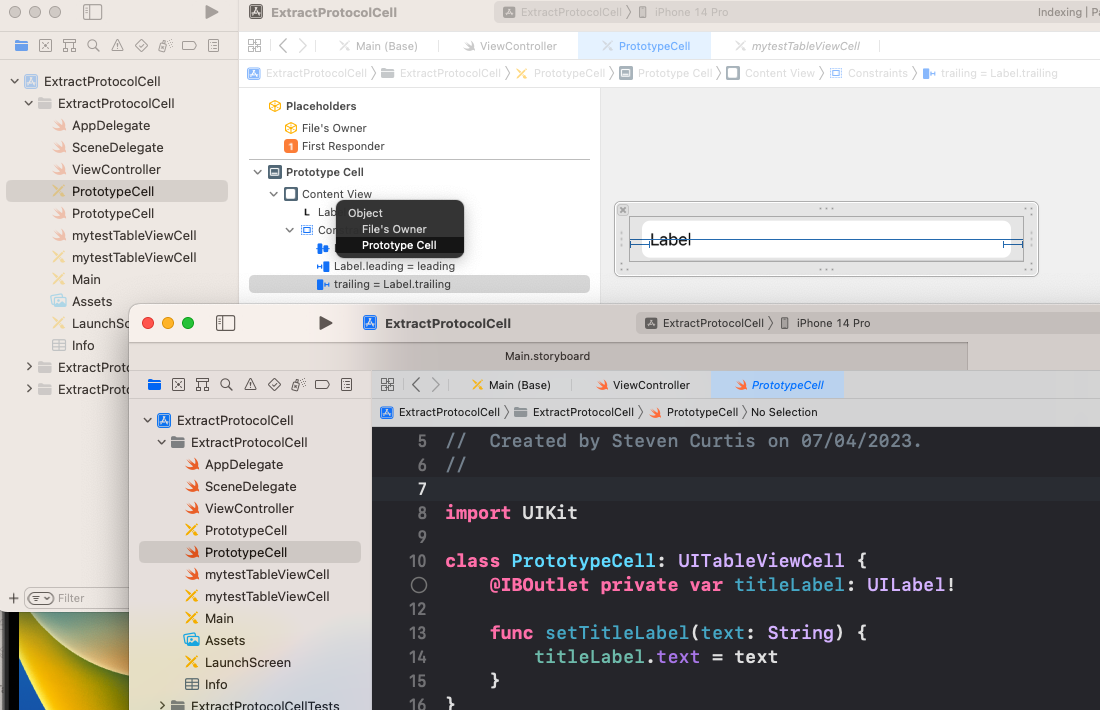 ExtractProtocolCell
ExtractProtocolCell
iPhone 14 Pro
Indexing |
Main (Base)
ViewController
PrototypeCell
mytestTableViewCell
ExtractProtocolCell
ExtractProtocolCell
PrototypeCell
Prototype Cell
Content View
Constraints
trailing = Label.trailing
ExtractProtocolCell
ExtractProtocolCell
AppDelegate
SceneDelegate
ViewController
PrototypeCell
PrototypeCell
mytestTableViewCell
mytestTableViewCell
Main
Assets
Info
Filter
Placeholders
File's Owner
1 First Responder
Prototype Cell
Content View
L
Object
File's Owner
Prototype Cell
Label.leading = leading
trailing = Label.trailing
Label
ExtractProtocolCell
ExtractProtocolCell
iPhone 14 Pro
Main.storyboard
Main (Base)
ViewController
PrototypeCell
ExtractProtocolCell
ExtractProtocolCell
PrototypeCell
No Selection
ExtractProtocolCell
ExtractProtocolCell
AppDelegate
SceneDelegate
ViewController
PrototypeCell
PrototypeCell
mytestTableViewCell
mytestTableViewCell
Main
Assets
LaunchScreen
Info
ExtractProtocolCellTests
5 //  Created by Steven Curtis on 07/04/2023.
6 //
7
8 import UIKit
9
10 class PrototypeCell: UITableViewCell {
@IBOutlet private var titleLabel: UILabel!
12
13 func setTitleLabel(text: String) {
14 titleLabel.text = text
15 }
16 }